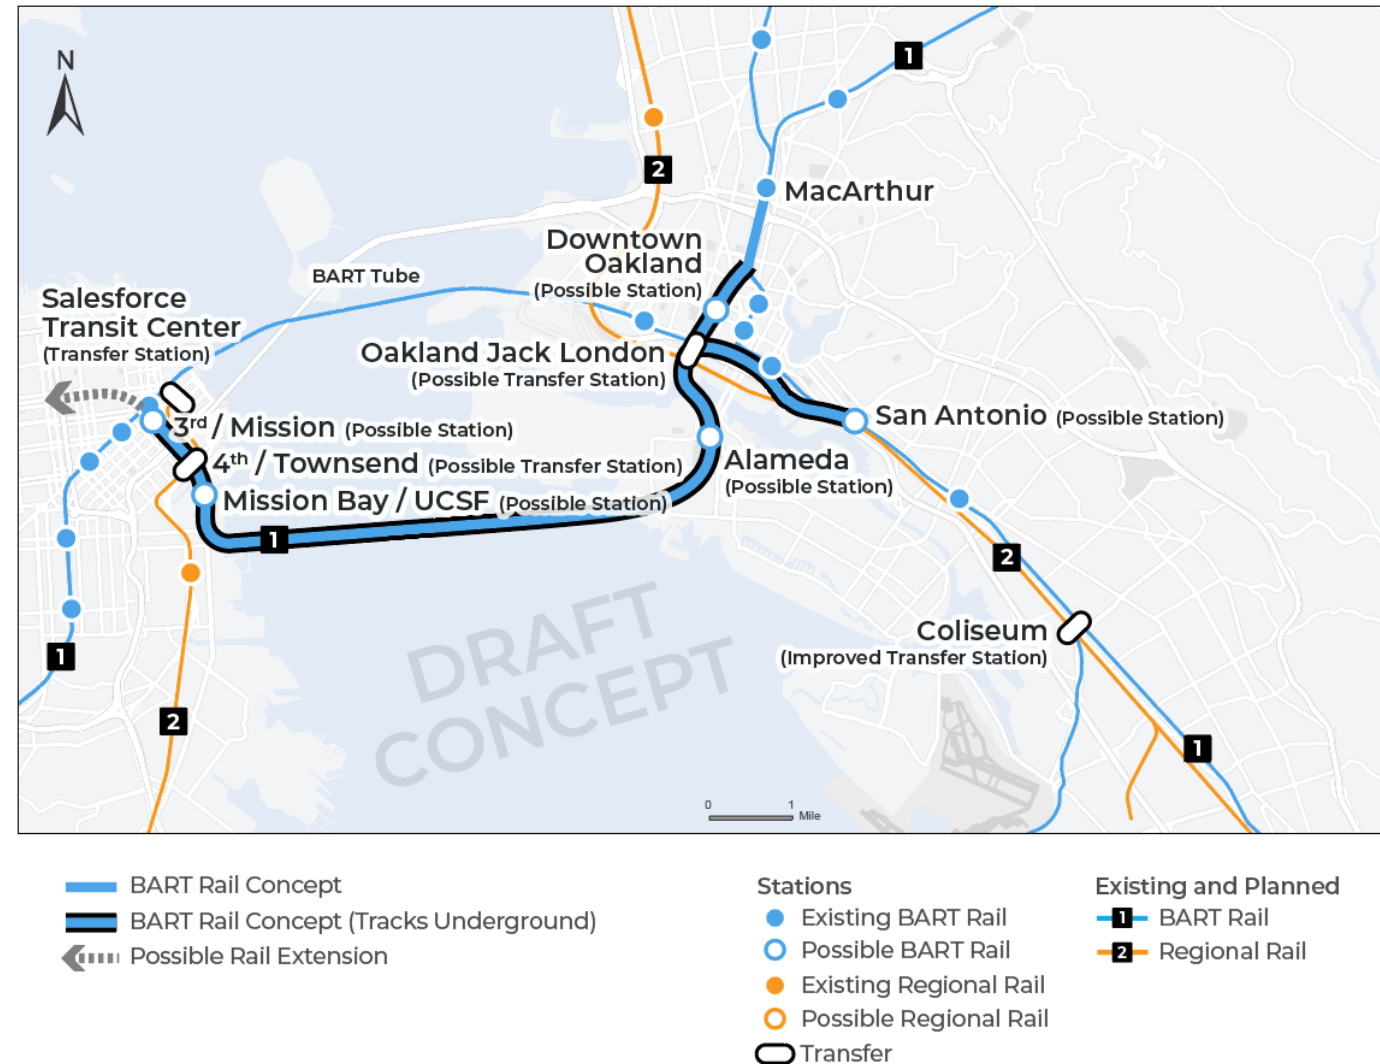 N
1
2
MacArthur
Downtown
Oakland
(Possible Station)
BART Tube
Salesforce
Transit Center
(Transfer Station)
Oakland Jack London
(Possible Transfer Station)
3rd / Mission (Possible Station)
San Antonio (Possible Station)
4th / Townsend (Possible Transfer Station)
Alameda
(Possible Station)
Mission Bay / UCSF (Possible Station)
1
2
DRAFT
CONCEPT
Coliseum
(Improved Transfer Station)
1
2
1
0 1
Mile
BART Rail Concept
BART Rail Concept (Tracks Underground)
Possible Rail Extension
Stations
Existing BART Rail
Possible BART Rail
Existing Regional Rail
Possible Regional Rail
Transfer
Existing and Planned
1 BART Rail
2 Regional Rail